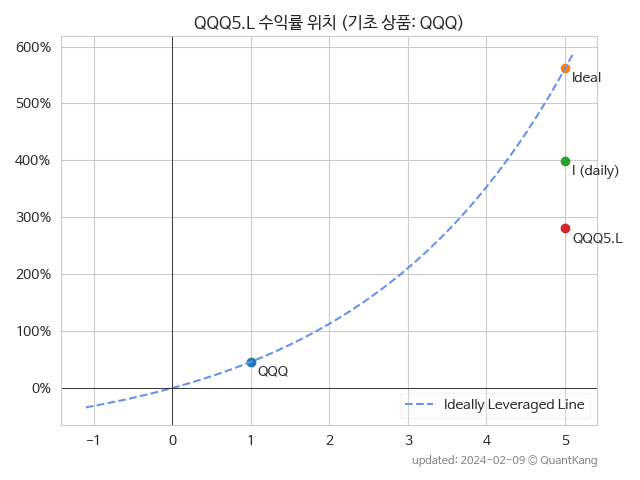 QQQ5.L 수익률 위치 (기초 상품: QQQ)
600%
500%
400%
300%
200%
100%
0%
Ideal
I (daily)
QQQ5.L
QQQ
Ideally Leveraged Line
-1 0 1 2 3 4 5
updated: 2024-02-09 © QuantKang